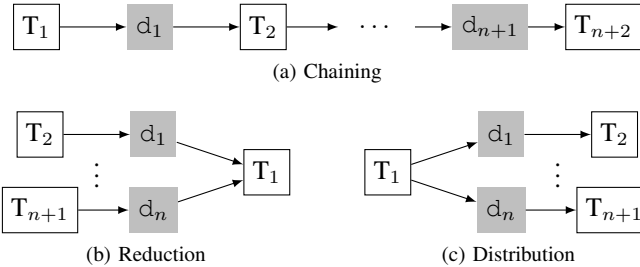 T₁ d₁ T₂ ··· dₙ₊₁ Tₙ₊₂
(a) Chaining
T₂ d₁
⋮ T₁
Tₙ₊₁ dₙ
(b) Reduction
d₁ T₂
T₁ ⋮
dₙ Tₙ₊₁
(c) Distribution